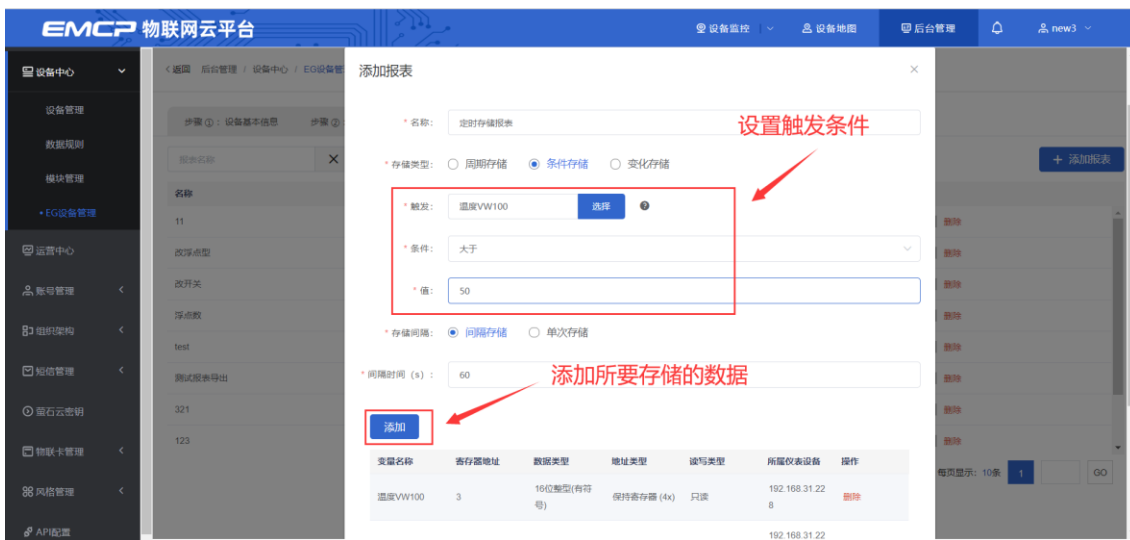 EMCP 物联网云平台
设备监控
设备地图
后台管理
new3
设备中心
设备管理
数据规则
模块管理
EG设备管理
运营中心
账号管理
组织架构
短信管理
萤石云密钥
物联卡管理
风格管理
API配置
返回 后台管理 / 设备中心 / EG设备管
步骤①：设备基本信息 步骤②：
报表名称
+ 添加报表
名称
11 删除
改浮点型 删除
改开关 删除
浮点数 删除
test 删除
测试报表导出 删除
321 删除
123 删除
每页显示：10条 1 GO
添加报表
* 名称： 定时存储报表
设置触发条件
* 存储类型： 周期存储 条件存储 变化存储
* 触发： 温度VW100 选择
* 条件： 大于
* 值： 50
* 存储间隔： 间隔存储 单次存储
* 间隔时间（s）： 60
添加所要存储的数据
添加
变量名称 寄存器地址 数据类型 地址类型 读写类型 所属仪表设备 操作
温度VW100 3 16位整型(有符号) 保持寄存器 (4x) 只读 192.168.31.228 删除
192.168.31.22